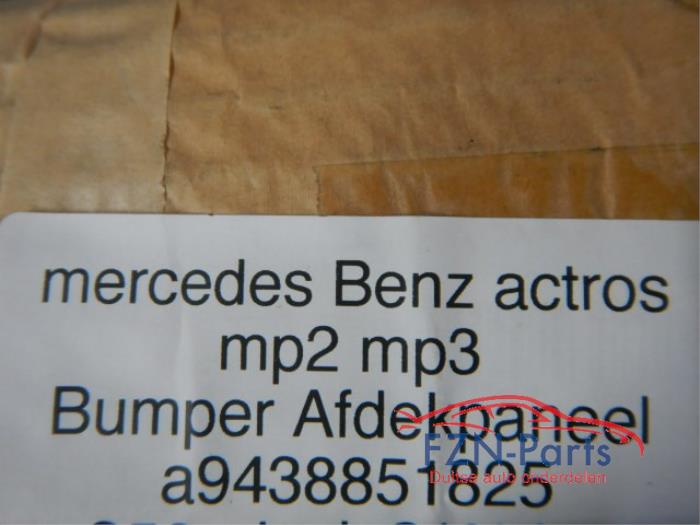 mercedes Benz actros
mp2 mp3
Bumper Afdekpaneel
FZN-Parts
a9438851825
Duitse auto onderdelen